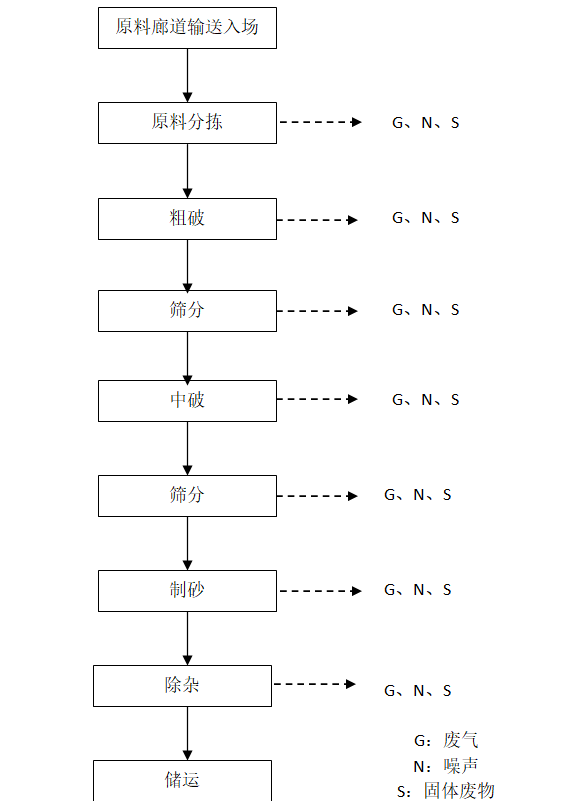 原料廊道输送入场
原料分拣
G、N、S
粗破
G、N、S
筛分
G、N、S
中破
G、N、S
筛分
G、N、S
制砂
G、N、S
除杂
G、N、S
储运
G：废气
N：噪声
S：固体废物